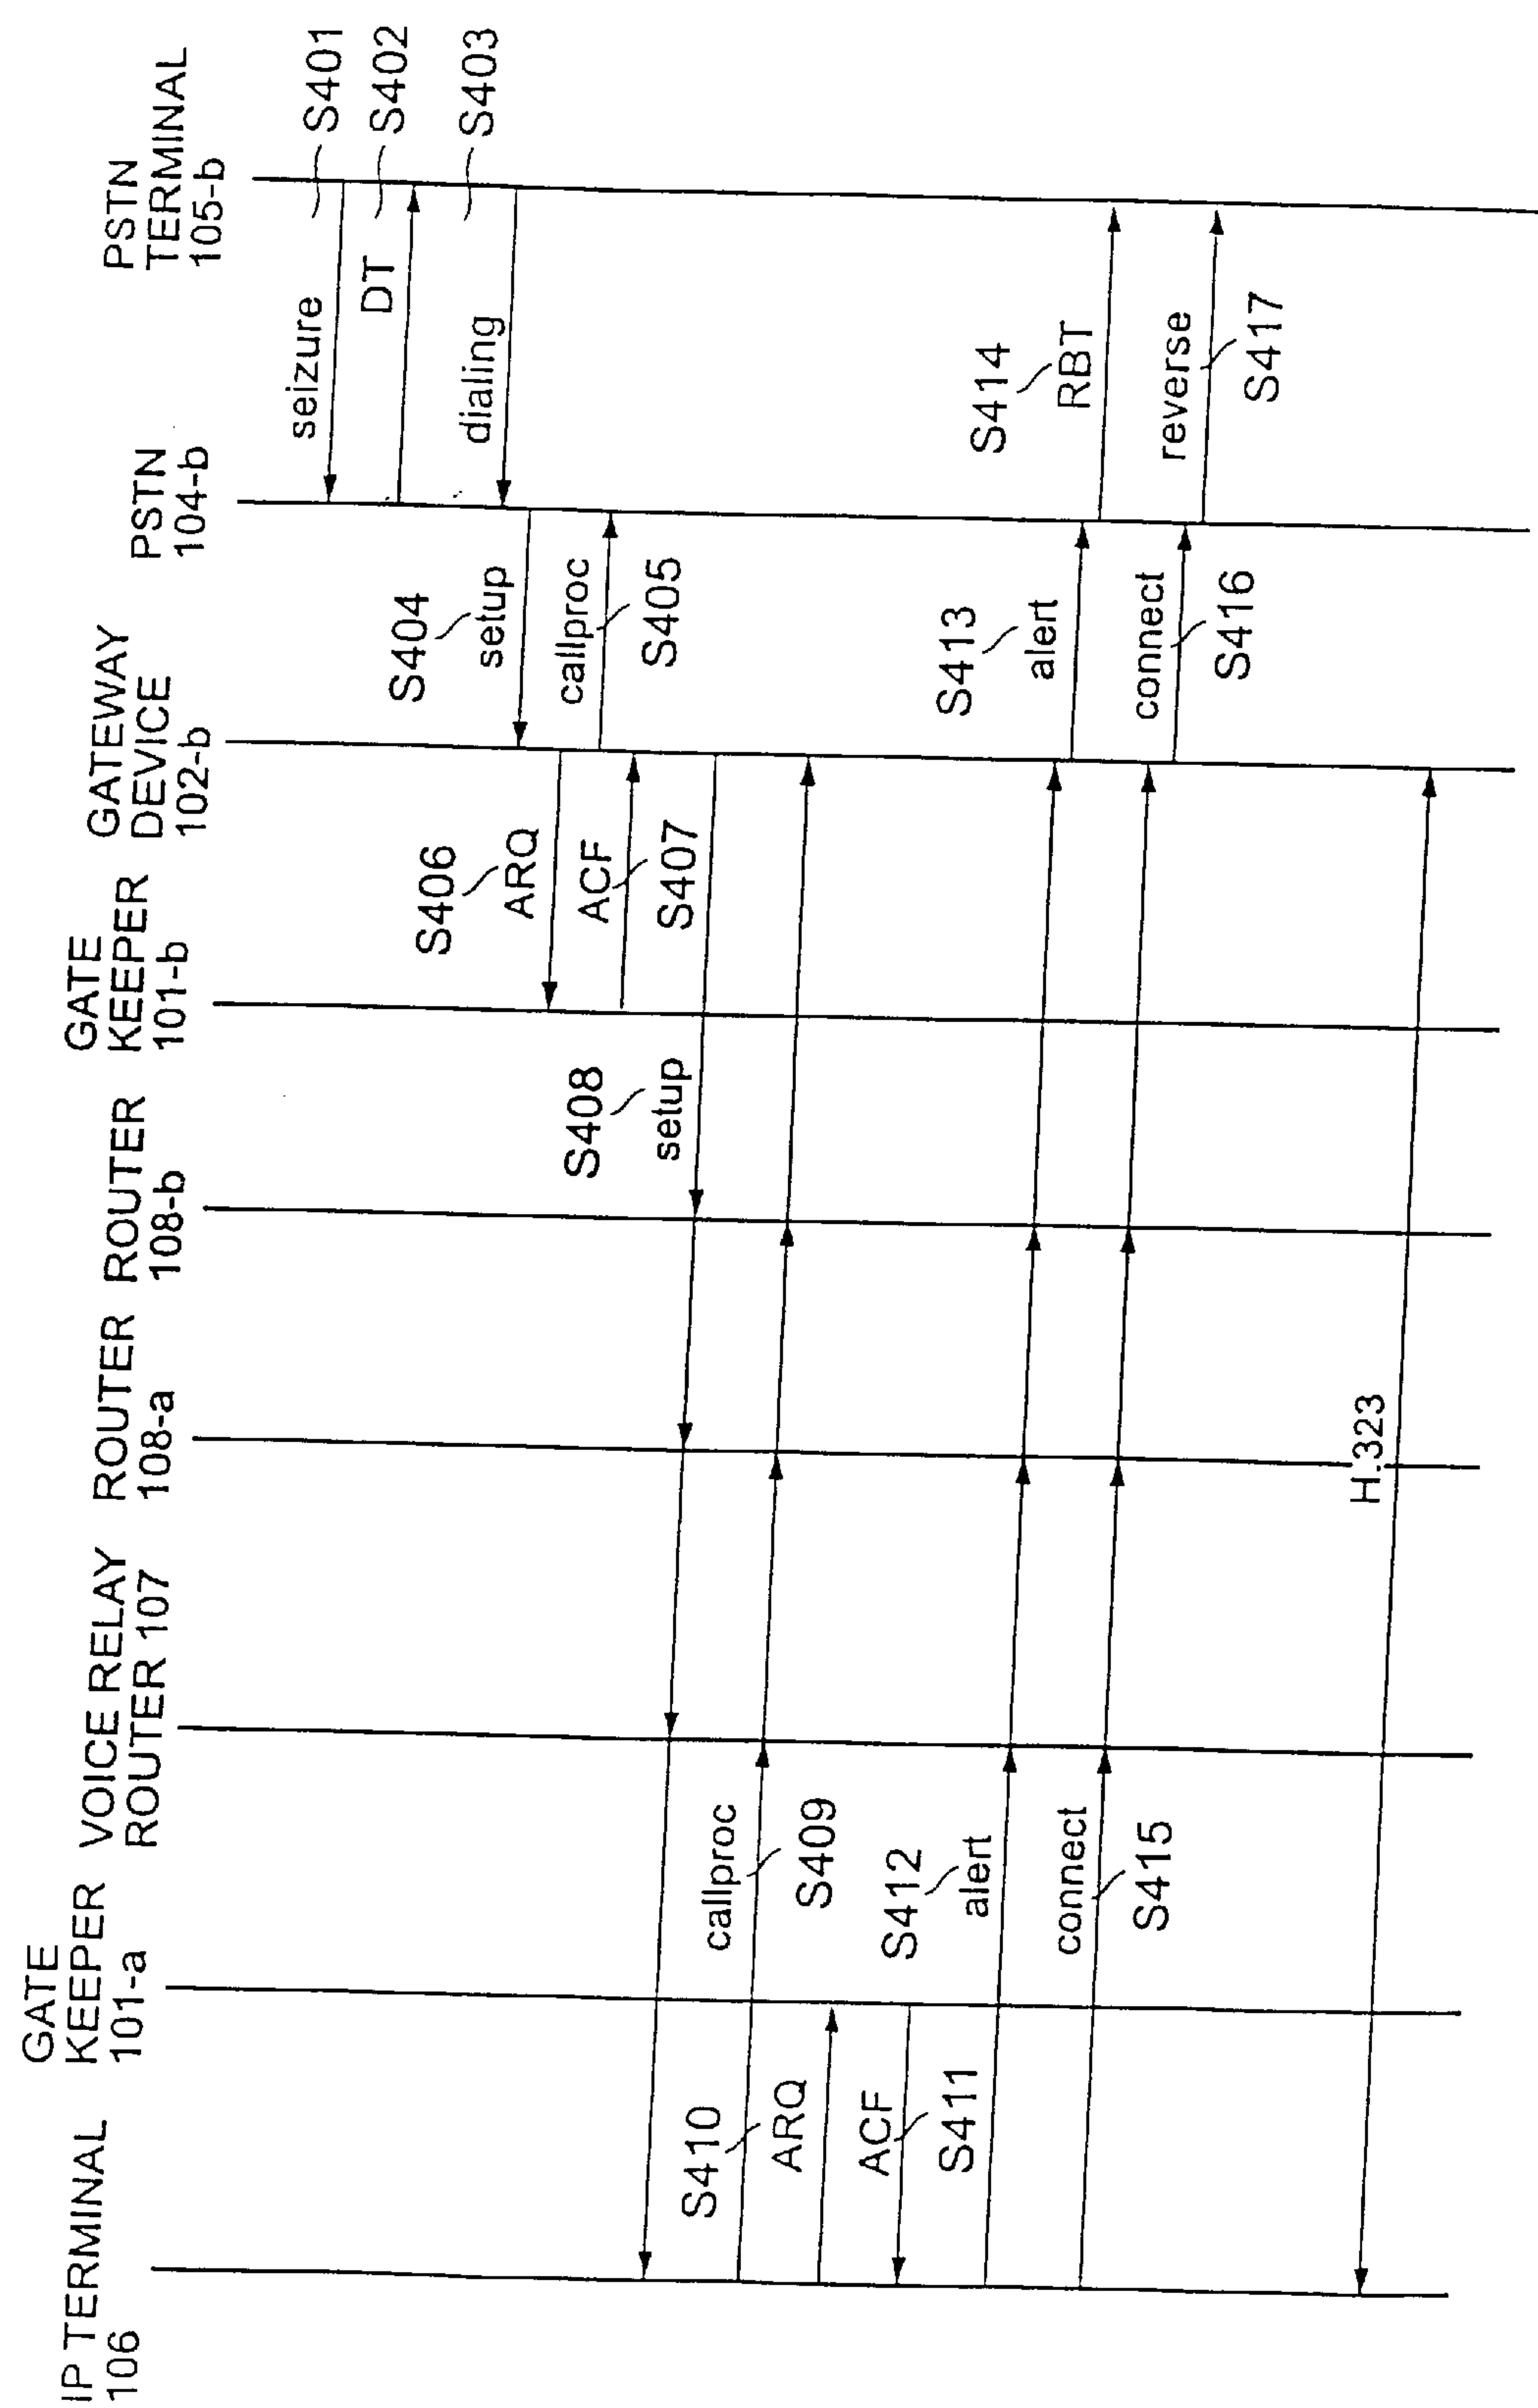 IP TERMINAL
106
GATE
KEEPER
101-a
VOICE RELAY
ROUTER 107
ROUTER
108-a
ROUTER
108-b
GATE
KEEPER
101-b
GATEWAY
DEVICE
102-b
PSTN
104-b
PSTN
TERMINAL
105-b
seizure
S401
DT
S402
dialing
S403
S404
setup
callproc
S405
S406
ARQ
ACF
S407
S408
setup
callproc
S409
S410
ARQ
ACF
S411
S412
alert
S413
alert
S414
RBT
connect
S415
connect
S416
reverse
S417
H.323